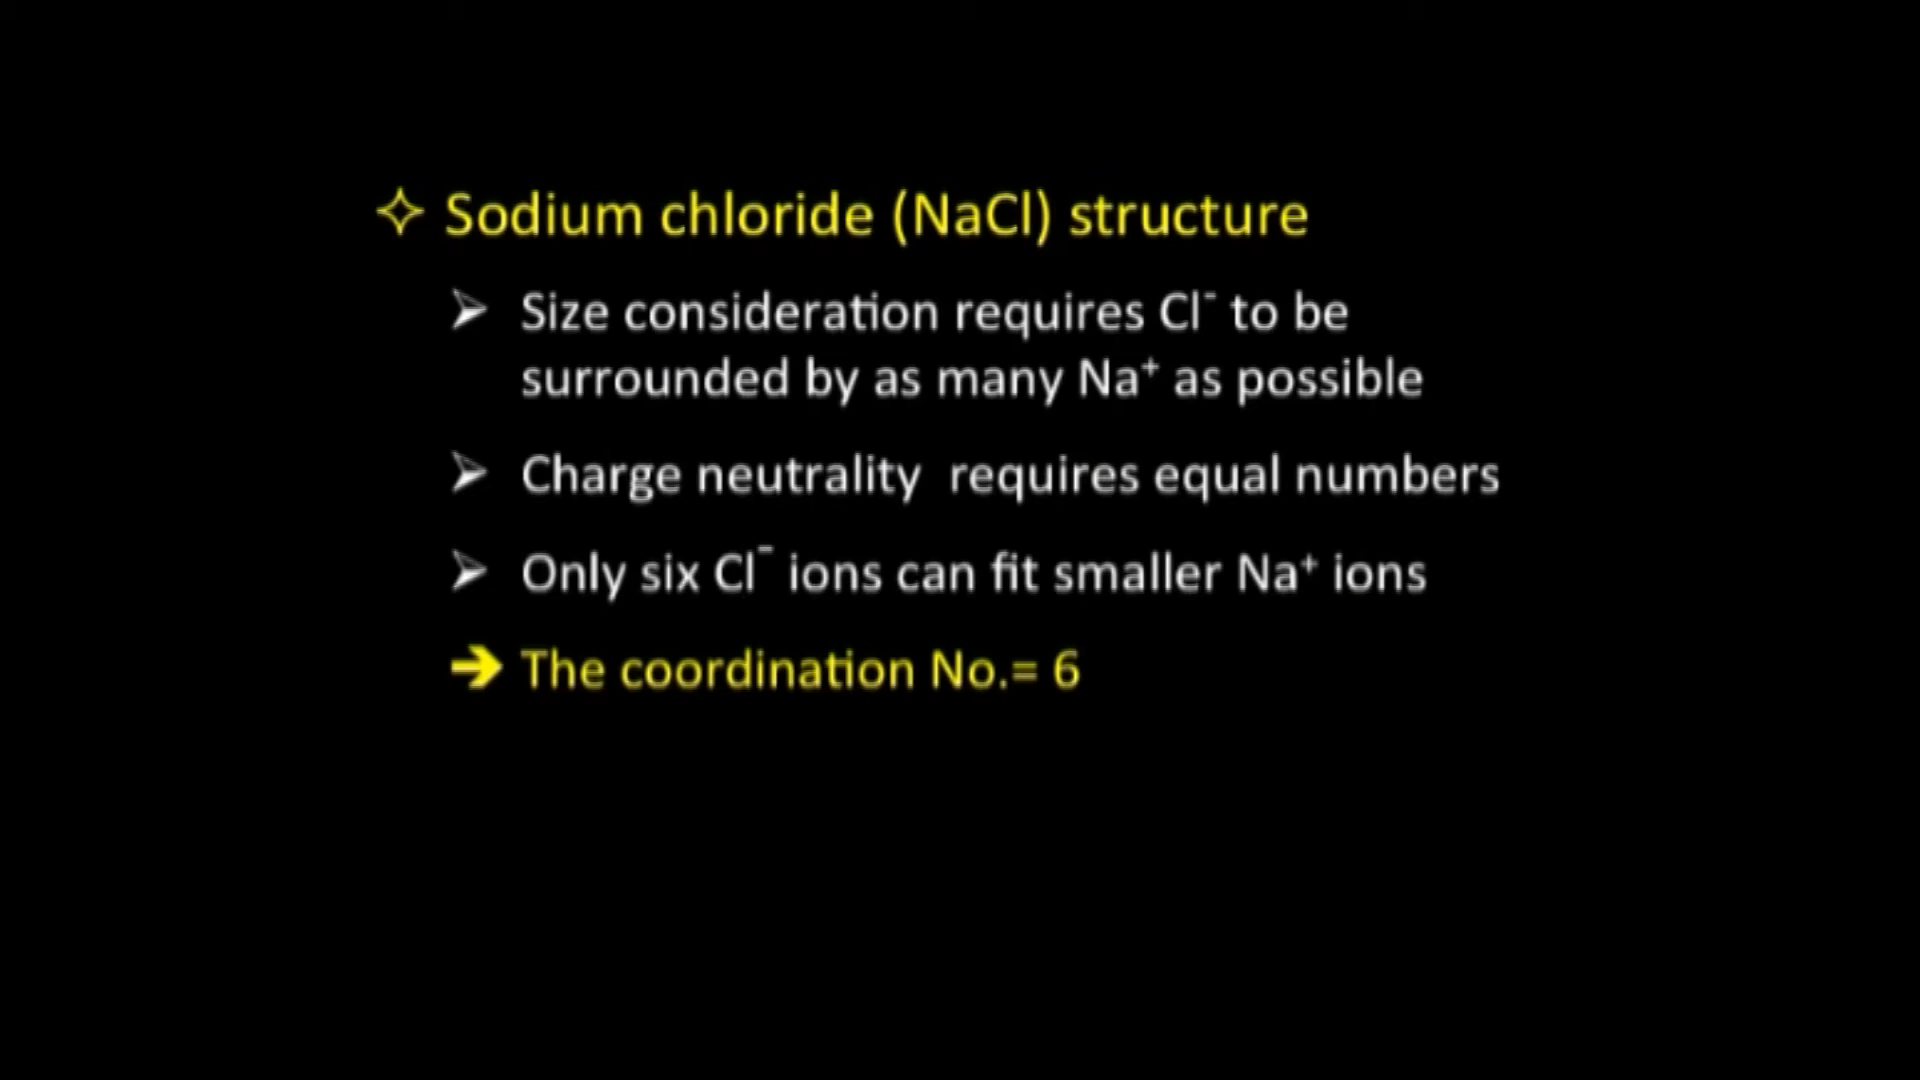 ✧ Sodium chloride (NaCl) structure
➢ Size consideration requires Cl⁻ to be
surrounded by as many Na⁺ as possible
➢ Charge neutrality requires equal numbers
➢ Only six Cl⁻ ions can fit smaller Na⁺ ions
➔ The coordination No.= 6